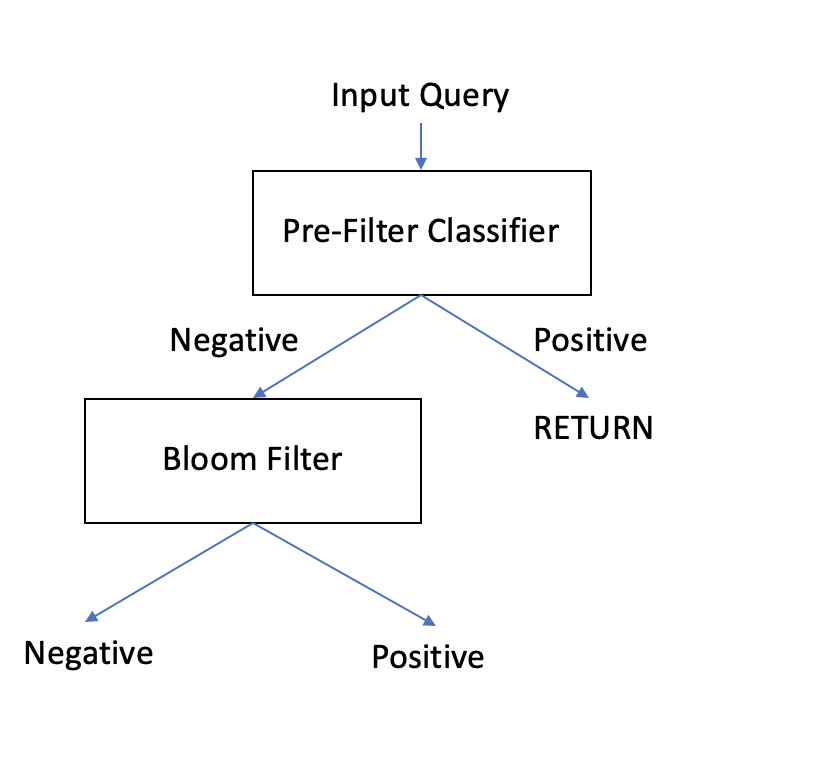 Input Query
Pre-Filter Classifier
Negative
Positive
RETURN
Bloom Filter
Negative
Positive